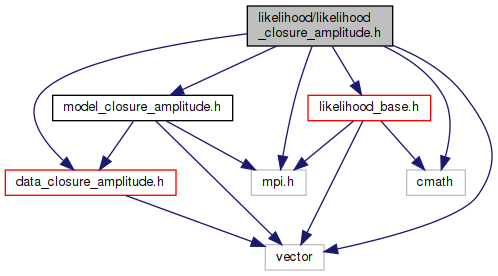 likelihood/likelihood
_closure_amplitude.h
model_closure_amplitude.h
likelihood_base.h
data_closure_amplitude.h
mpi.h
cmath
vector